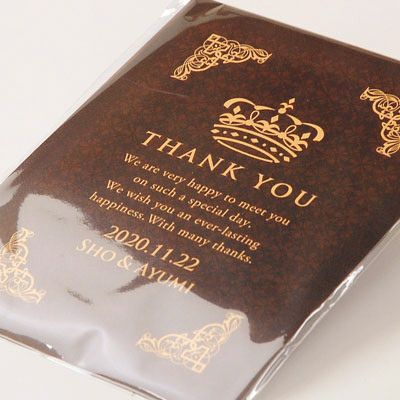 THANK YOU
We are very happy to meet you
on such a special day.
We wish you an ever-lasting
happiness. With many thanks.
2020.11.22
SHO & AYUMI